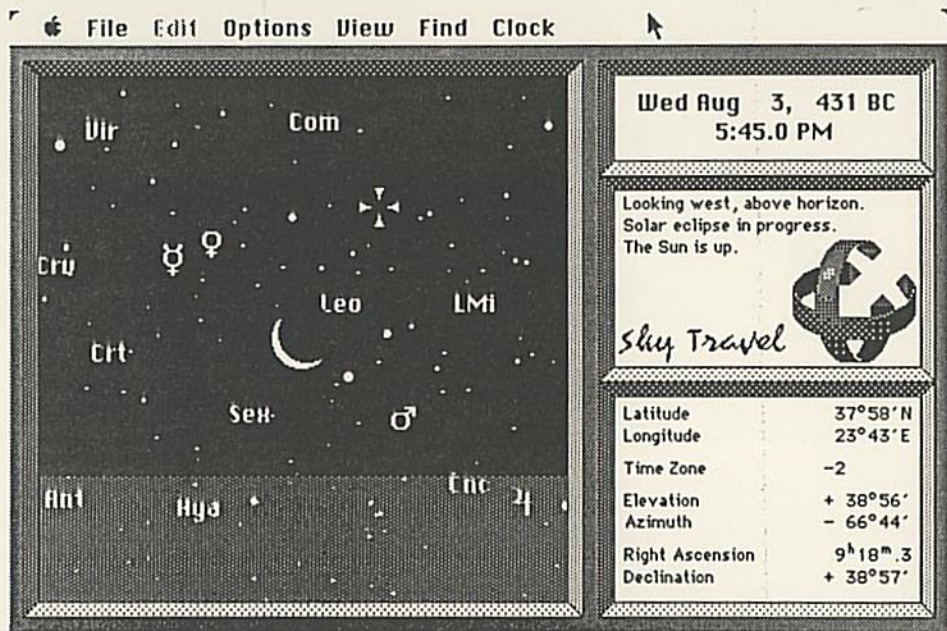 File Edit Options View Find Clock
Vir
Com
Crv
Leo
LMi
Crt
Sex
Ant
Hya
Cnc
Wed Aug 3, 431 BC
5:45.0 PM
Looking west, above horizon.
Solar eclipse in progress.
The Sun is up.
Sky Travel
Latitude 37°58'N
Longitude 23°43'E
Time Zone -2
Elevation + 38°56'
Azimuth - 66°44'
Right Ascension 9ʰ18ᵐ.3
Declination + 38°57'